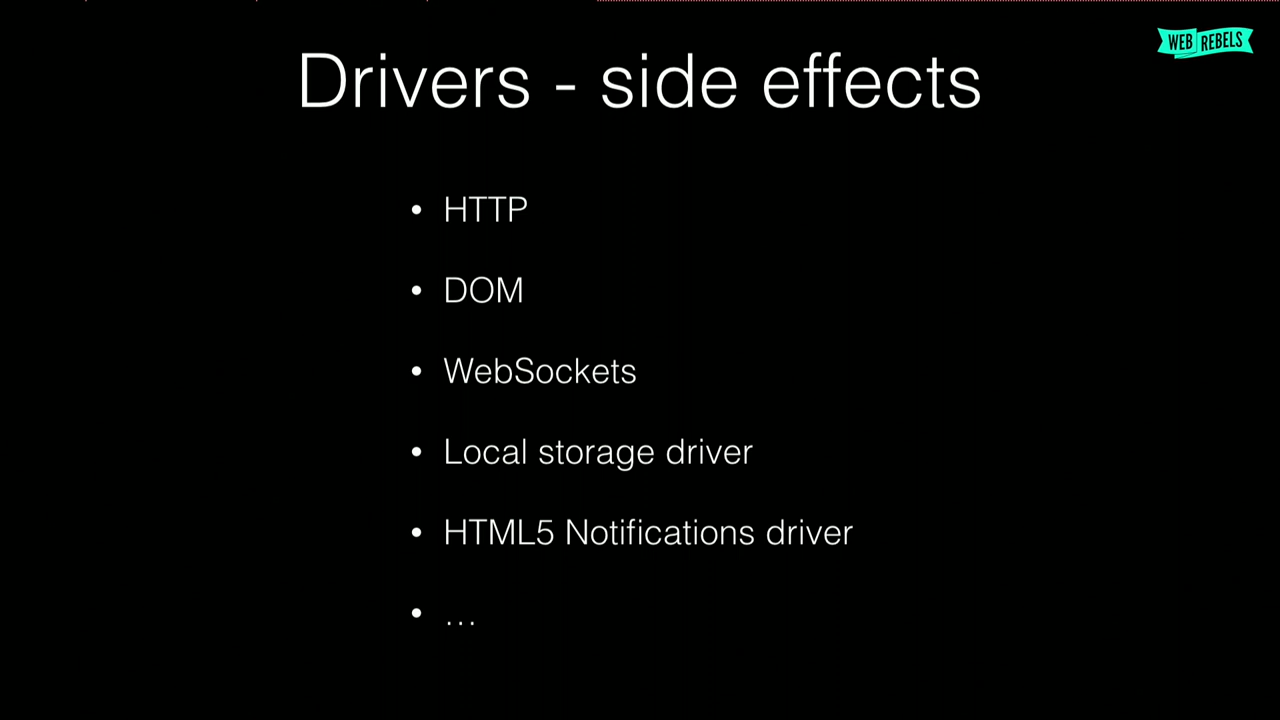 WEB REBELS
Drivers - side effects
• HTTP
• DOM
• WebSockets
• Local storage driver
• HTML5 Notifications driver
• ...